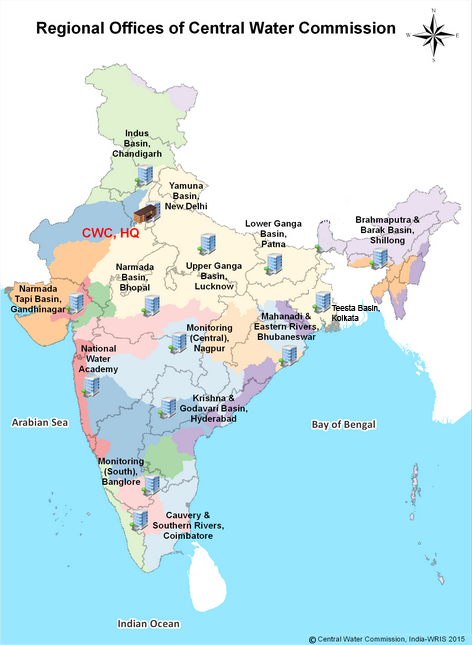 Regional Offices of Central Water Commission
N
W
E
S
Indus
Basin,
Chandigarh
Yamuna
Basin,
New Delhi
CWC, HQ
Lower Ganga
Basin,
Patna
Brahmaputra &
Barak Basin,
Shillong
Narmada
Tapi Basin,
Gandhinagar
Narmada
Basin,
Bhopal
Upper Ganga
Basin,
Lucknow
Teesta Basin,
Kolkata
Mahanadi &
Eastern Rivers,
Bhubaneswar
Monitoring
(Central),
Nagpur
National
Water
Academy
Krishna &
Godavari Basin,
Hyderabad
Arabian Sea
Bay of Bengal
Monitoring
(South),
Banglore
Cauvery &
Southern Rivers,
Coimbatore
Indian Ocean
© Central Water Commission, India-WRIS 2015